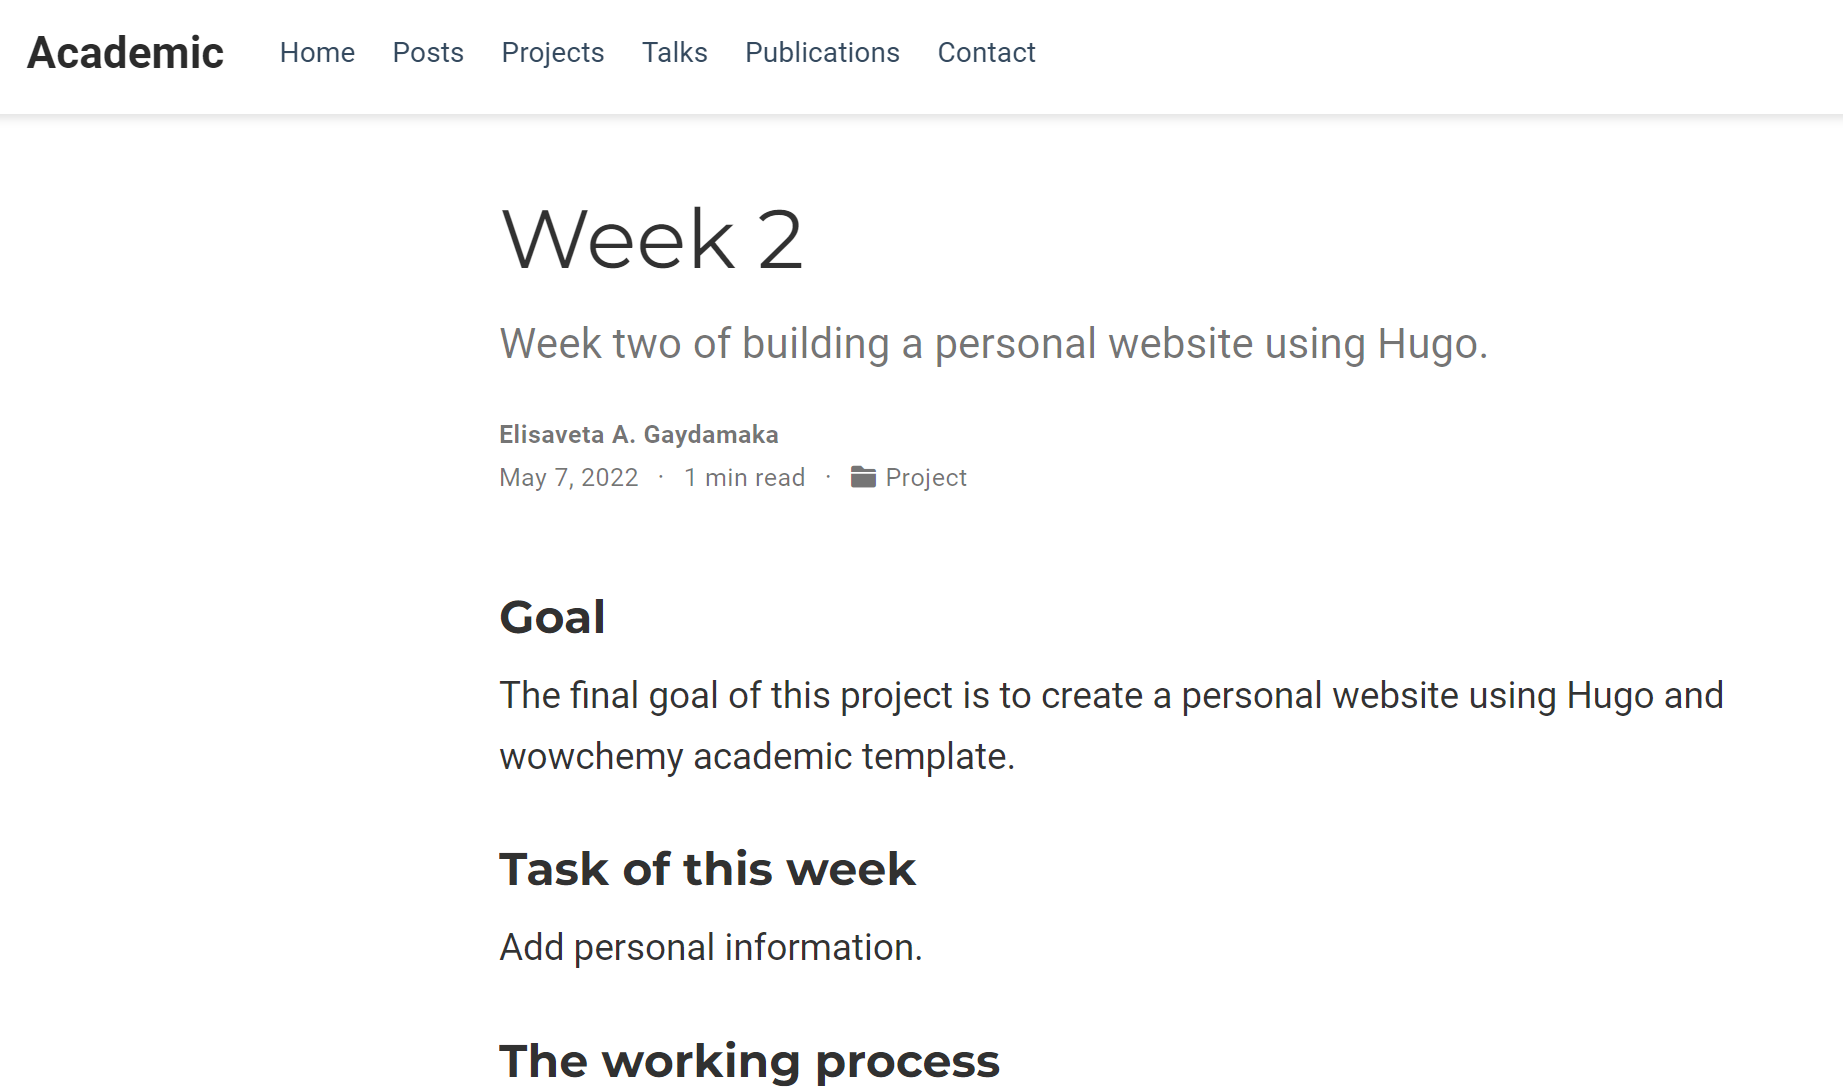 Academic Home Posts Projects Talks Publications Contact
Week 2
Week two of building a personal website using Hugo.
Elisaveta A. Gaydamaka
May 7, 2022 · 1 min read · Project
Goal
The final goal of this project is to create a personal website using Hugo and
wowchemy academic template.
Task of this week
Add personal information.
The working process